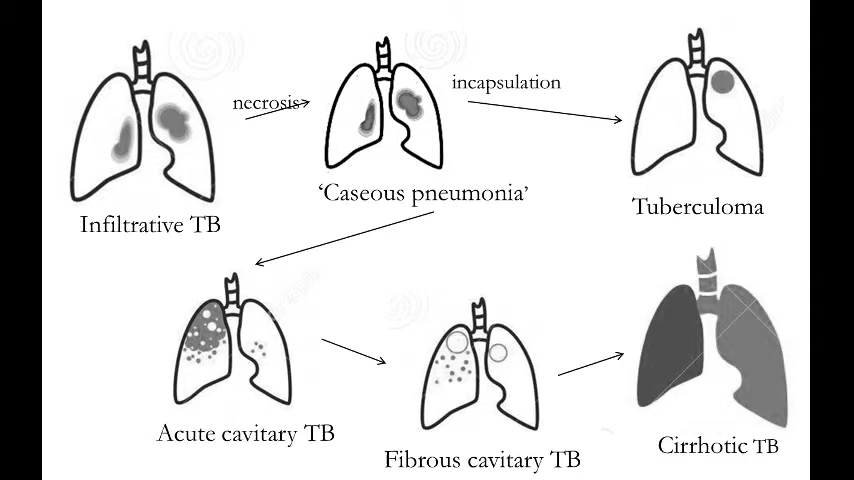 necrosis
incapsulation
'Caseous pneumonia'
Tuberculoma
Infiltrative TB
Acute cavitary TB
Fibrous cavitary TB
Cirrhotic TB